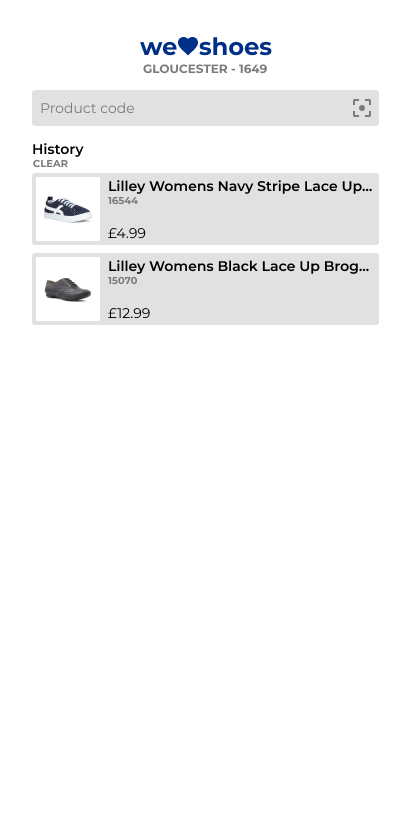 we shoes
GLOUCESTER - 1649
Product code
History
CLEAR
Lilley Womens Navy Stripe Lace Up...
16544
£4.99
Lilley Womens Black Lace Up Brog...
15070
£12.99